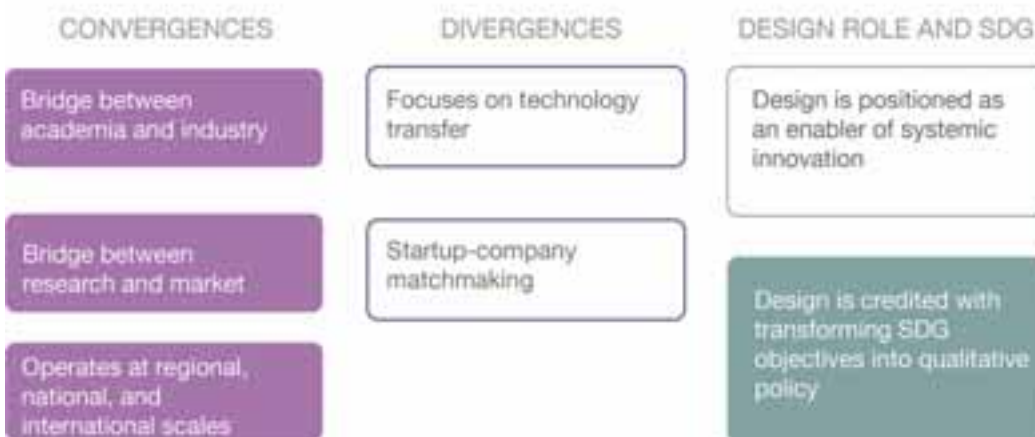 CONVERGENCES
Bridge between
academia and industry
Bridge between
research and market
Operates at regional,
national, and
international scales
DIVERGENCES
Focuses on technology
transfer
Startup-company
matchmaking
DESIGN ROLE AND SDG
Design is positioned as
an enabler of systemic
innovation
Design is credited with
transforming SDG
objectives into qualitative
policy